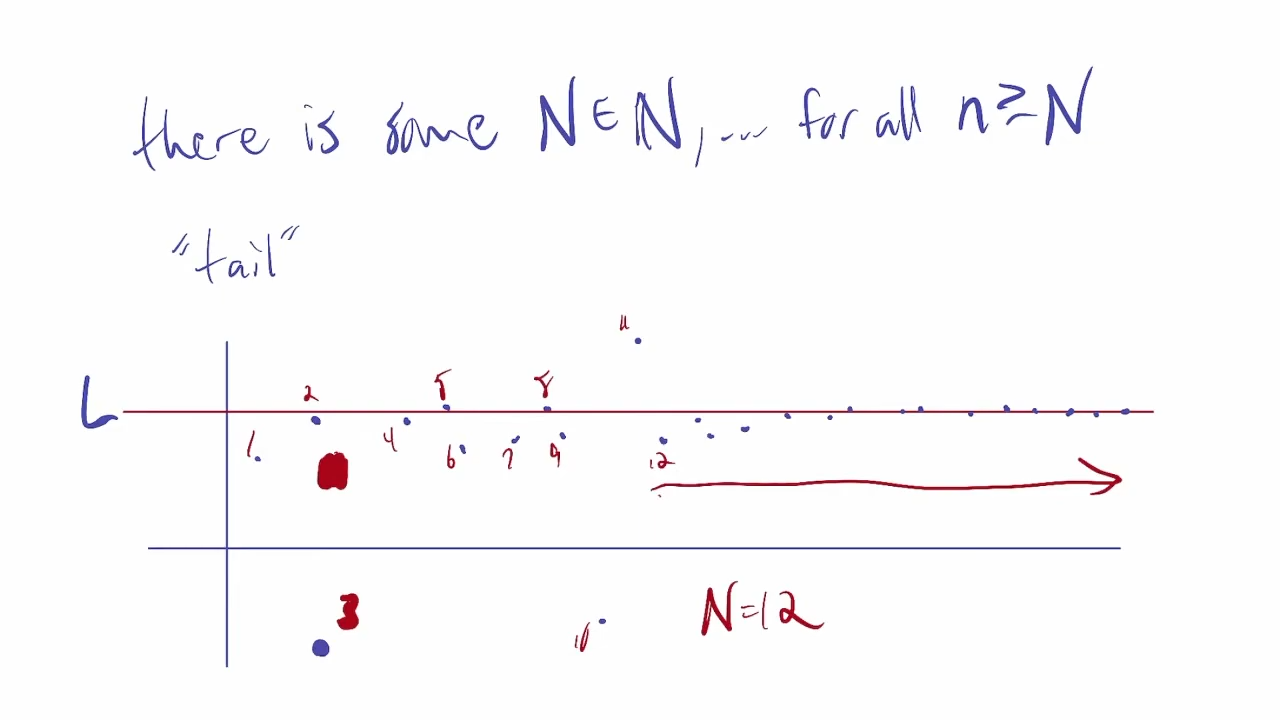 there is some N∈ℕ, ... for all n≥N
"tail"
11
2 5 8
L
1 4 6 7 9 12
3
10
N=12